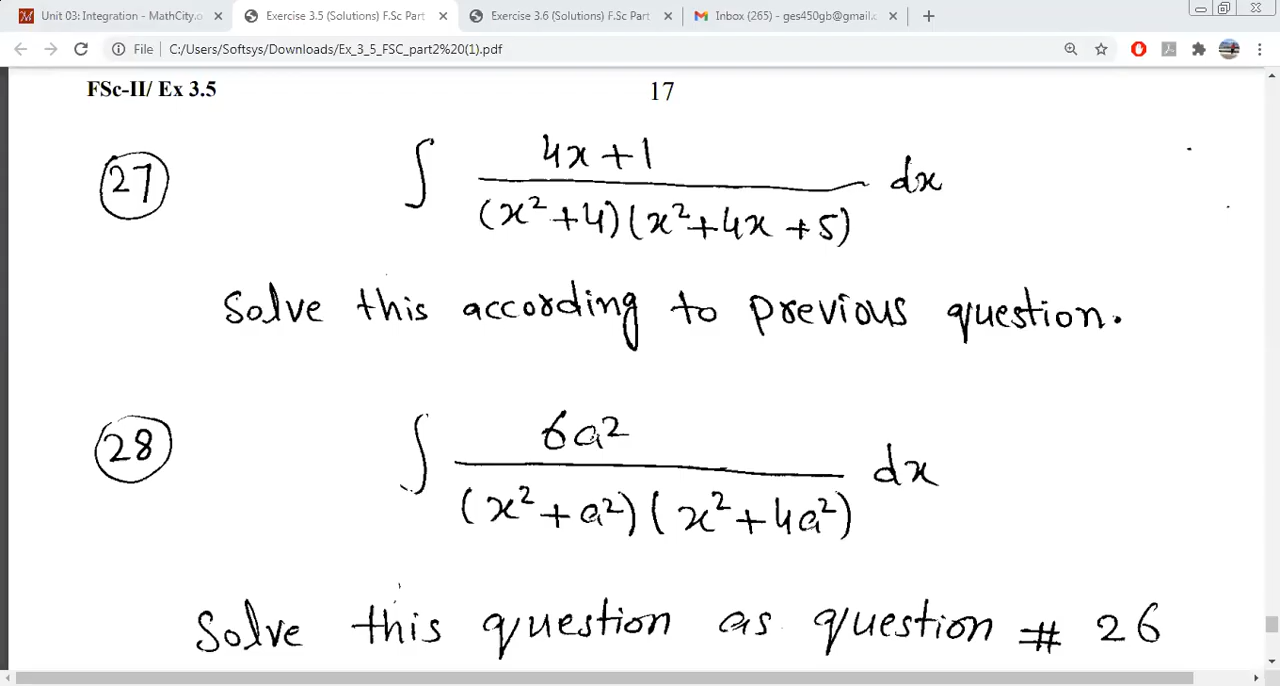 Unit 03: Integration - MathCity.o
Exercise 3.5 (Solutions) F.Sc Part
Exercise 3.6 (Solutions) F.Sc Part
Inbox (265) - ges450gb@gmail.c
File | C:/Users/Softsys/Downloads/Ex_3_5_FSC_part2%20(1).pdf
FSc-II/ Ex 3.5 17
27 ∫ (4x+1)/((x²+4)(x²+4x+5)) dx
Solve this according to previous question.
28 ∫ 6a²/((x²+a²)(x²+4a²)) dx
Solve this question as question # 26